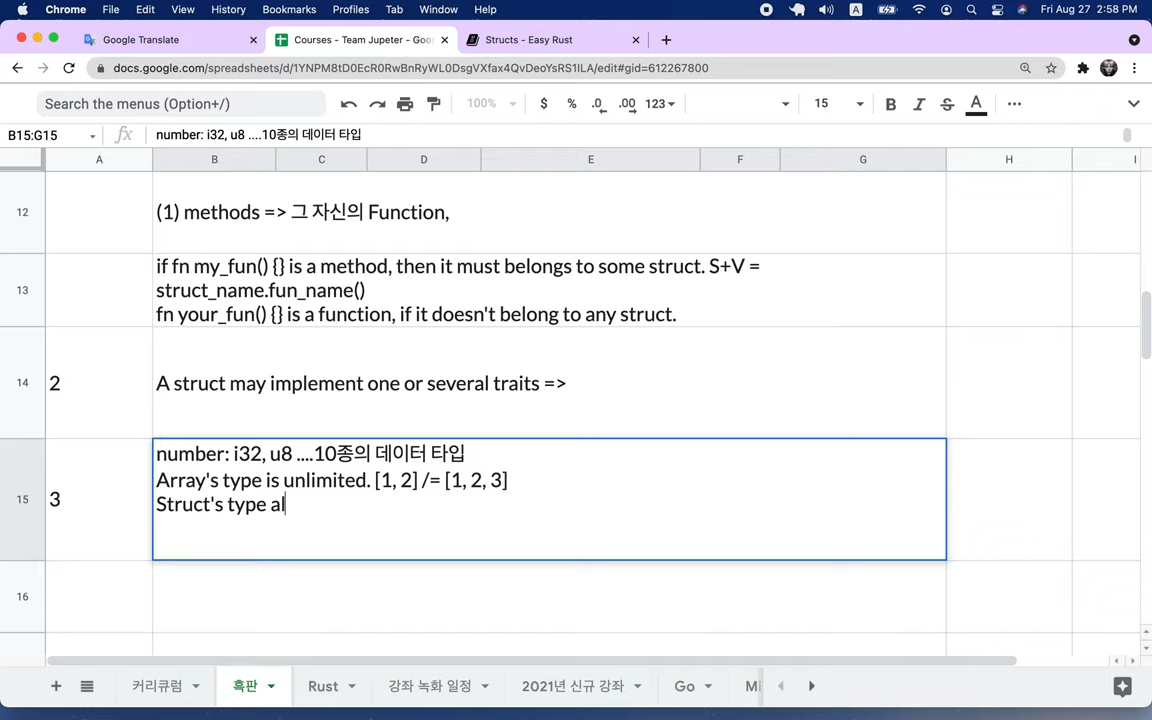 Chrome File Edit View History Bookmarks Profiles Tab Window Help A Fri Aug 27 2:58 PM
Google Translate Courses - Team Jupeter - Goo Structs - Easy Rust
docs.google.com/spreadsheets/d/1YNPM8tD0EcR0RwBnRyWL0DsgVXfax4QvDeoYsRS1ILA/edit#gid=612267800
Search the menus (Option+/) 100% $ % .0 .00 123 15 B I S A
B15:G15 fx number: i32, u8 ....10종의 데이터 타입
A B C D E F G H I
12 (1) methods => 그 자신의 Function,
13 if fn my_fun() {} is a method, then it must belongs to some struct. S+V =
struct_name.fun_name()
fn your_fun() {} is a function, if it doesn't belong to any struct.
14 2 A struct may implement one or several traits =>
15 3 number: i32, u8 ....10종의 데이터 타입
Array's type is unlimited. [1, 2] /= [1, 2, 3]
Struct's type al
16
커리큐럼 흑판 Rust 강좌 녹화 일정 2021년 신규 강좌 Go